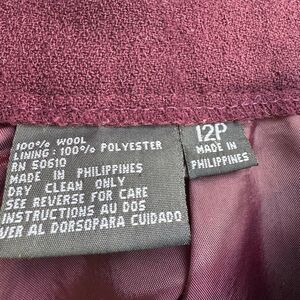 100% WOOL
LINING: 100% POLYESTER
RN 50610
MADE IN PHILIPPINES
DRY CLEAN ONLY
SEE REVERSE FOR CARE
INSTRUCTIONS AU DOS
VER AL DORSOPARA CUIDADO
12P
MADE IN
PHILIPPINES